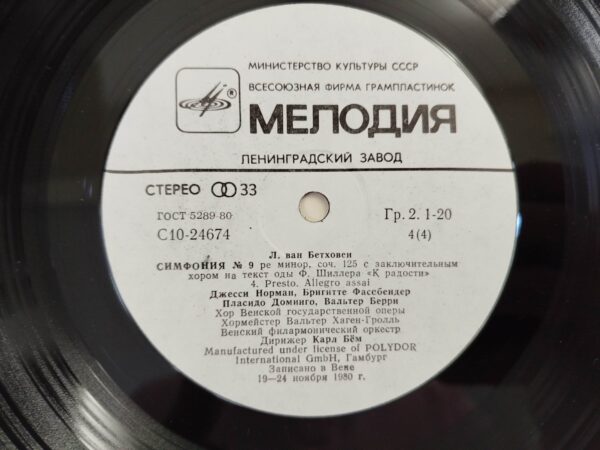 МИНИСТЕРСТВО КУЛЬТУРЫ СССР
ВСЕСОЮЗНАЯ ФИРМА ГРАМПЛАСТИНОК
®
МЕЛОДИЯ
ЛЕНИНГРАДСКИЙ ЗАВОД
СТЕРЕО 33
ГОСТ 5289-80 Гр. 2. 1-20
С10-24674 4(4)
Л. ван Бетховен
СИМФОНИЯ № 9 ре минор, соч. 125 с заключительным
хором на текст оды Ф. Шиллера «К радости»
4. Presto. Allegro assai
Джесси Норман, Бригитте Фассбендер
Пласидо Доминго, Вальтер Берри
Хор Венской государственной оперы
Хормейстер Вальтер Хаген-Гролль
Венский филармонический оркестр
Дирижер Карл Бём
Manufactured under license of POLYDOR
International GmbH, Гамбург
Записано в Вене
19—24 ноября 1980 г.